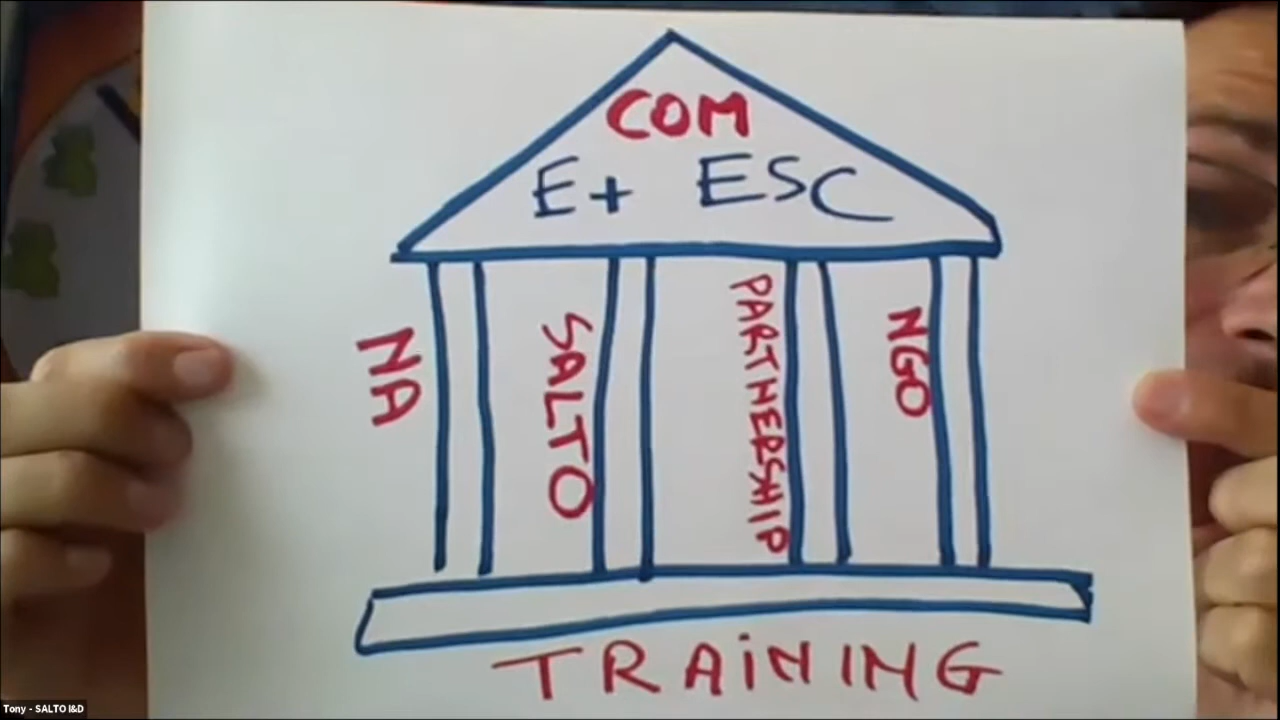 COM
E+ ESC
NA
SALTO
PARTNERSHIP
NGO
TRAiNING
Tony - SALTO I&D